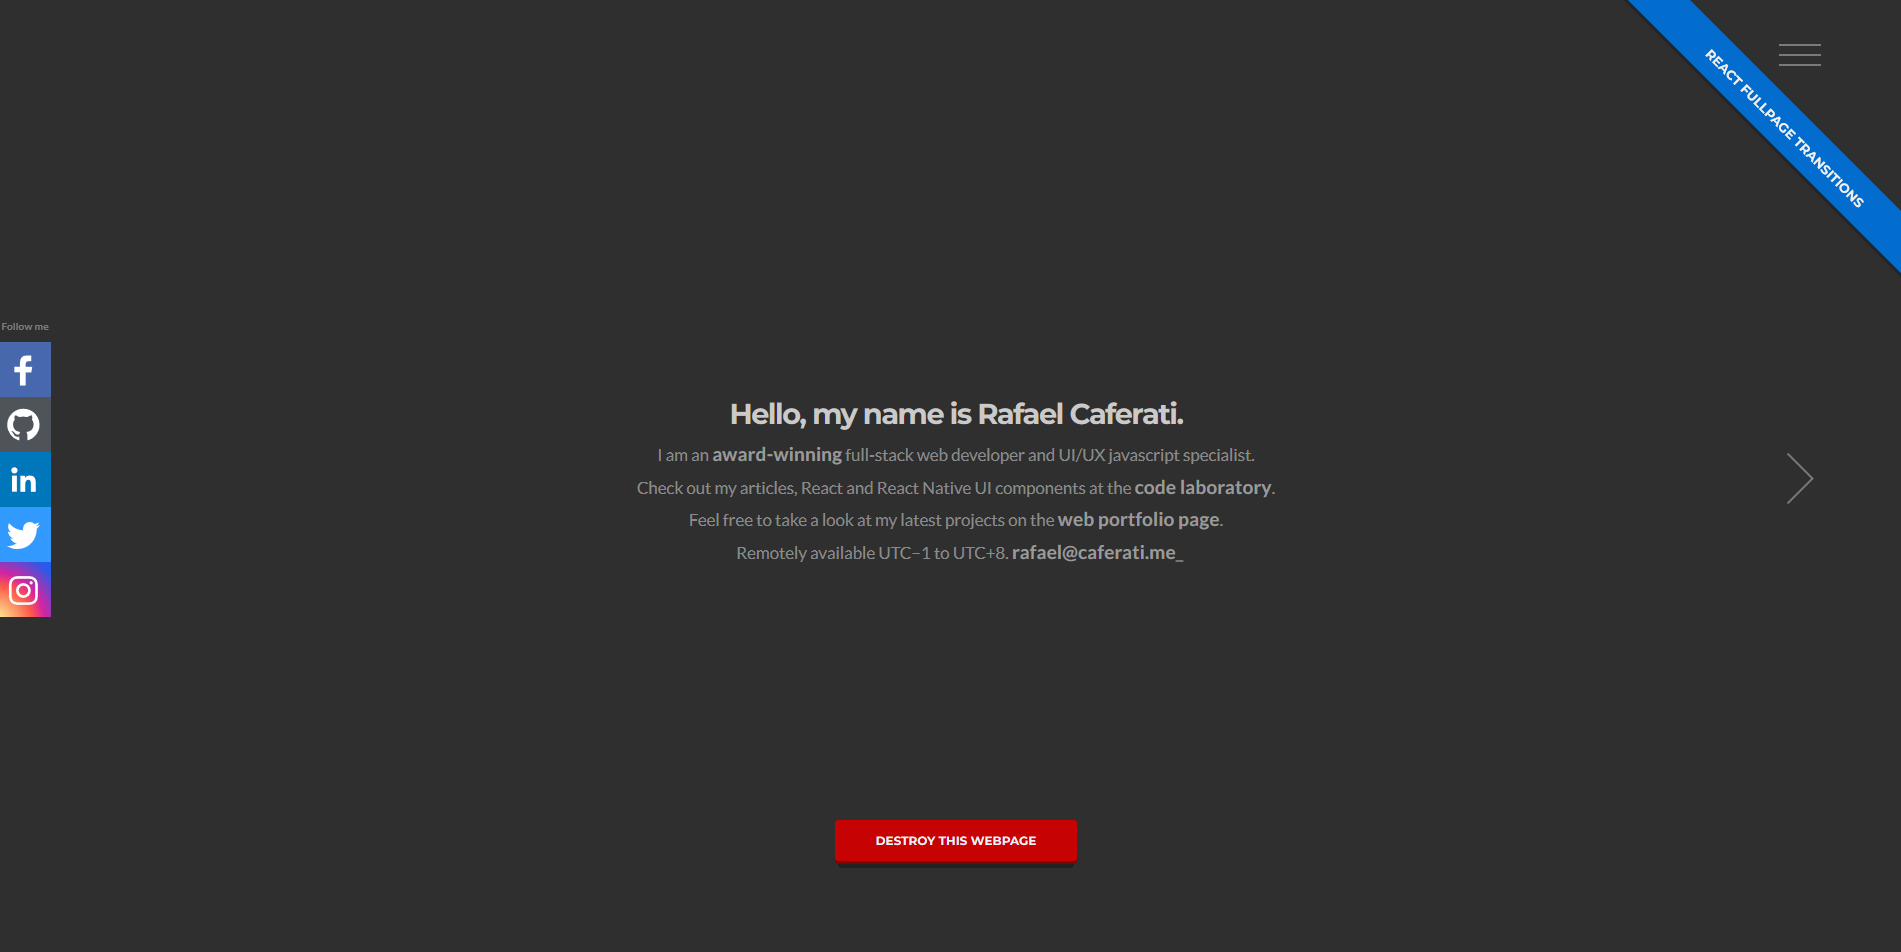 REACT FULLPAGE TRANSITIONS
Follow me
Hello, my name is Rafael Caferati.
I am an award-winning full-stack web developer and UI/UX javascript specialist.
Check out my articles, React and React Native UI components at the code laboratory.
Feel free to take a look at my latest projects on the web portfolio page.
Remotely available UTC−1 to UTC+8. rafael@caferati.me_
DESTROY THIS WEBPAGE